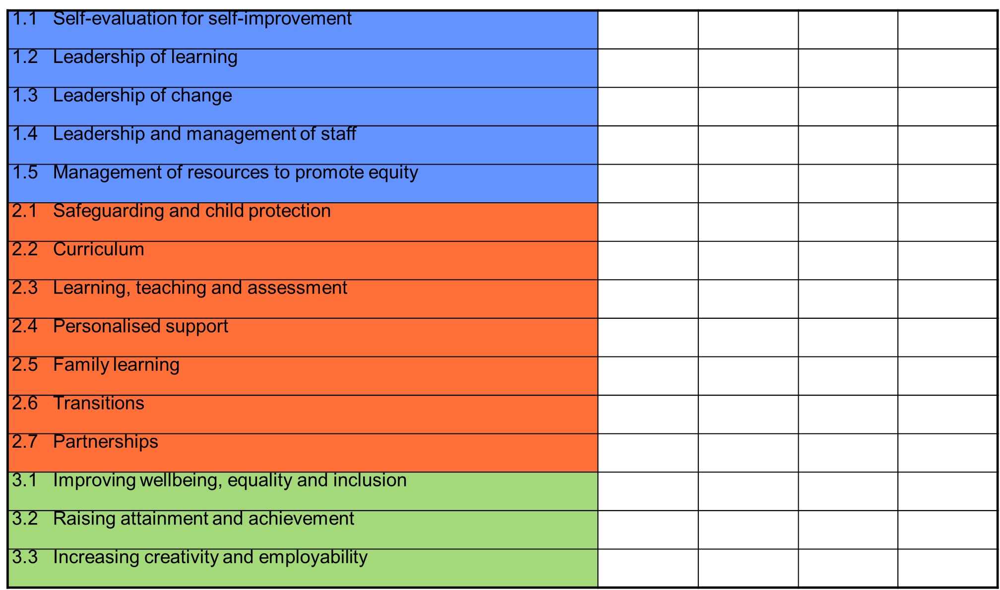 1.1 Self-evaluation for self-improvement
1.2 Leadership of learning
1.3 Leadership of change
1.4 Leadership and management of staff
1.5 Management of resources to promote equity
2.1 Safeguarding and child protection
2.2 Curriculum
2.3 Learning, teaching and assessment
2.4 Personalised support
2.5 Family learning
2.6 Transitions
2.7 Partnerships
3.1 Improving wellbeing, equality and inclusion
3.2 Raising attainment and achievement
3.3 Increasing creativity and employability